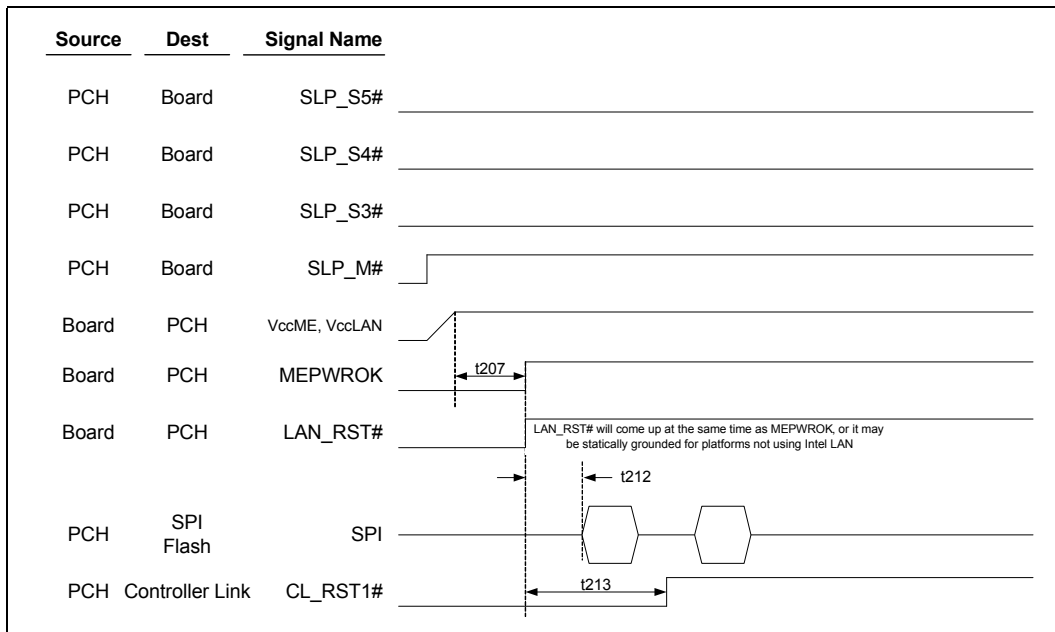 Source Dest Signal Name
PCH Board SLP_S5#
PCH Board SLP_S4#
PCH Board SLP_S3#
PCH Board SLP_M#
Board PCH VccME, VccLAN
Board PCH MEPWROK
t207
Board PCH LAN_RST#
LAN_RST# will come up at the same time as MEPWROK, or it may
be statically grounded for platforms not using Intel LAN
t212
PCH SPI
Flash SPI
PCH Controller Link CL_RST1#
t213